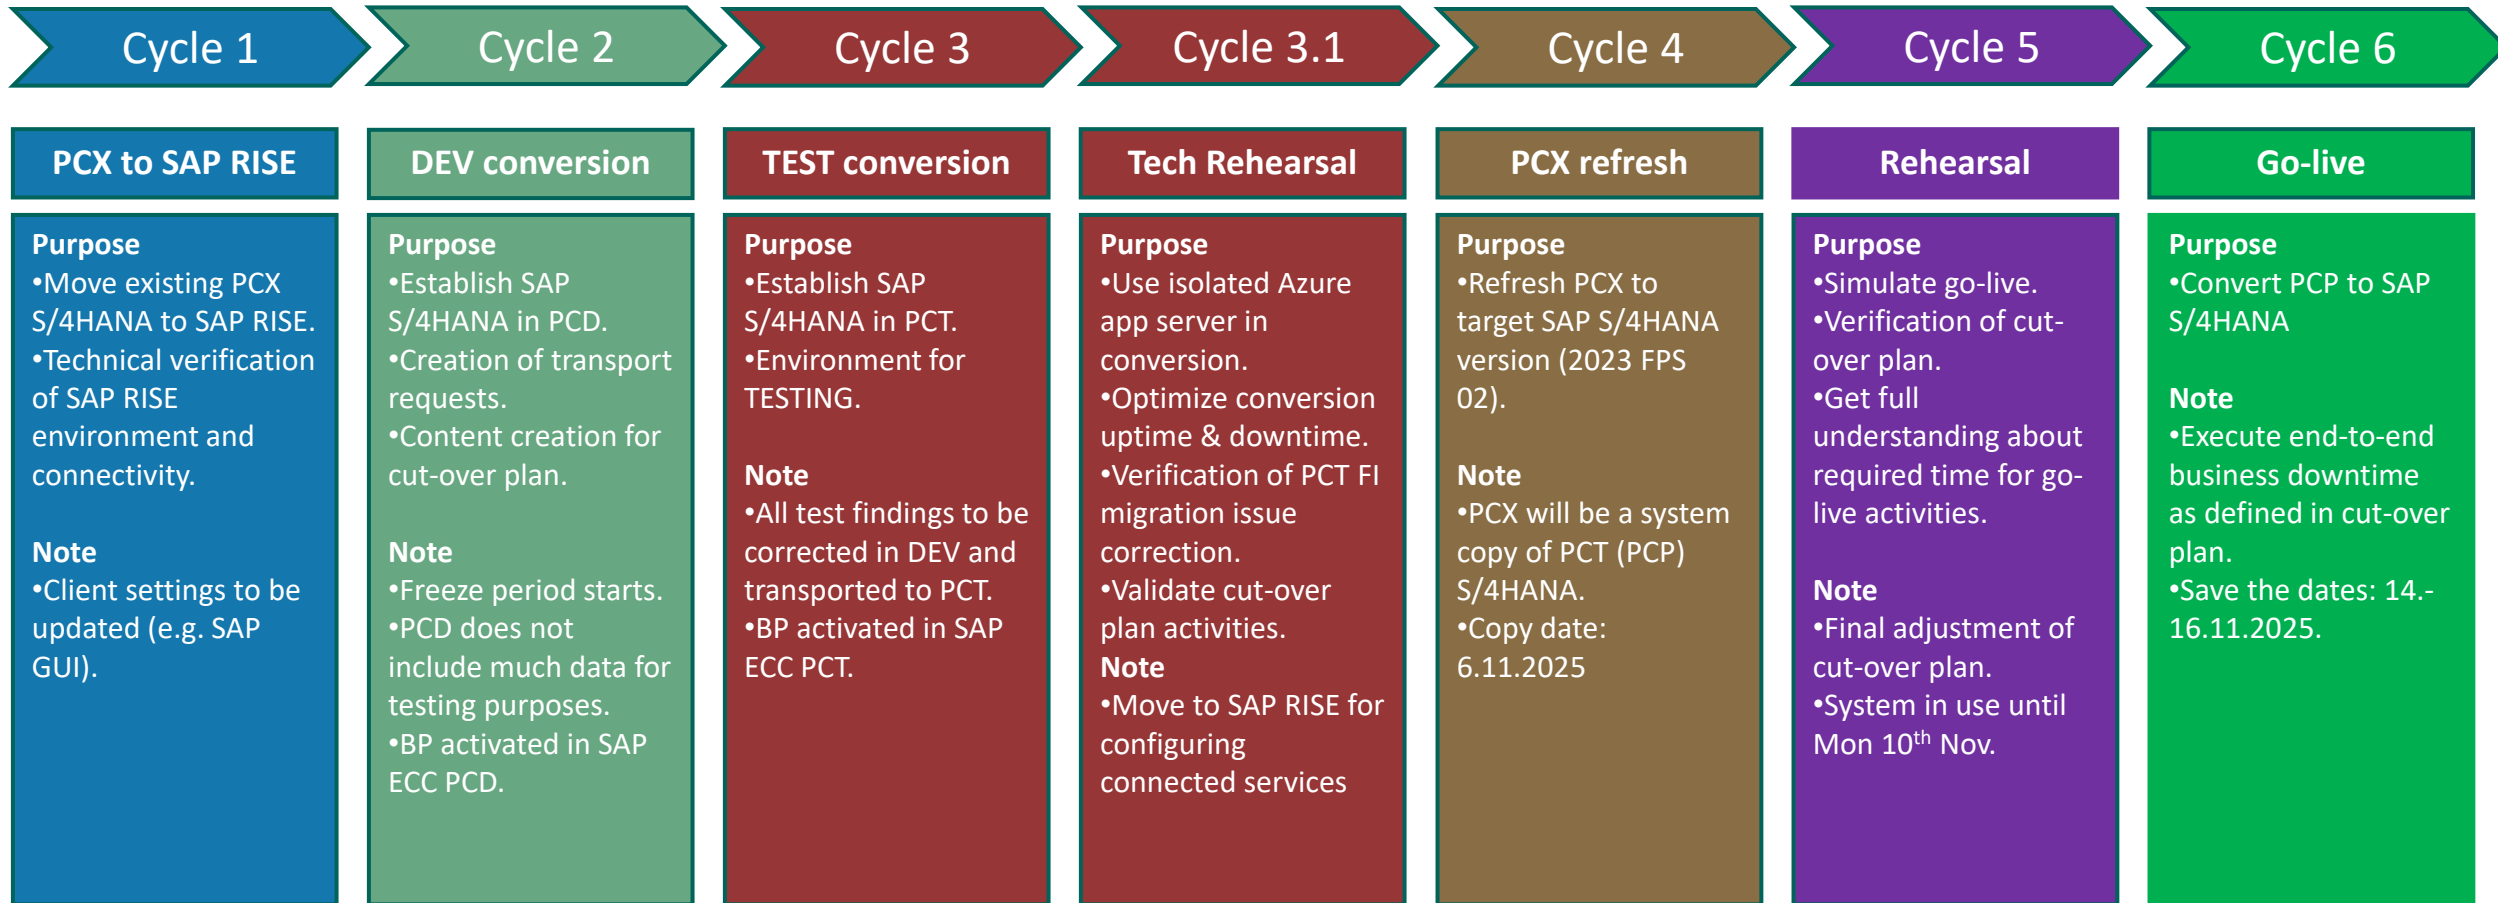 Cycle 1
Cycle 2
Cycle 3
Cycle 3.1
Cycle 4
Cycle 5
Cycle 6
PCX to SAP RISE
DEV conversion
TEST conversion
Tech Rehearsal
PCX refresh
Rehearsal
Go-live
Purpose
•Move existing PCX
S/4HANA to SAP RISE.
•Technical verification
of SAP RISE
environment and
connectivity.
Note
•Client settings to be
updated (e.g. SAP
GUI).
Purpose
•Establish SAP
S/4HANA in PCD.
•Creation of transport
requests.
•Content creation for
cut-over plan.
Note
•Freeze period starts.
•PCD does not
include much data for
testing purposes.
•BP activated in SAP
ECC PCD.
Purpose
•Establish SAP
S/4HANA in PCT.
•Environment for
TESTING.
Note
•All test findings to be
corrected in DEV and
transported to PCT.
•BP activated in SAP
ECC PCT.
Purpose
•Use isolated Azure
app server in
conversion.
•Optimize conversion
uptime & downtime.
•Verification of PCT FI
migration issue
correction.
•Validate cut-over
plan activities.
Note
•Move to SAP RISE for
configuring
connected services
Purpose
•Refresh PCX to
target SAP S/4HANA
version (2023 FPS
02).
Note
•PCX will be a system
copy of PCT (PCP)
S/4HANA.
•Copy date:
6.11.2025
Purpose
•Simulate go-live.
•Verification of cut-
over plan.
•Get full
understanding about
required time for go-
live activities.
Note
•Final adjustment of
cut-over plan.
•System in use until
Mon 10th Nov.
Purpose
•Convert PCP to SAP
S/4HANA
Note
•Execute end-to-end
business downtime
as defined in cut-over
plan.
•Save the dates: 14.-
16.11.2025.